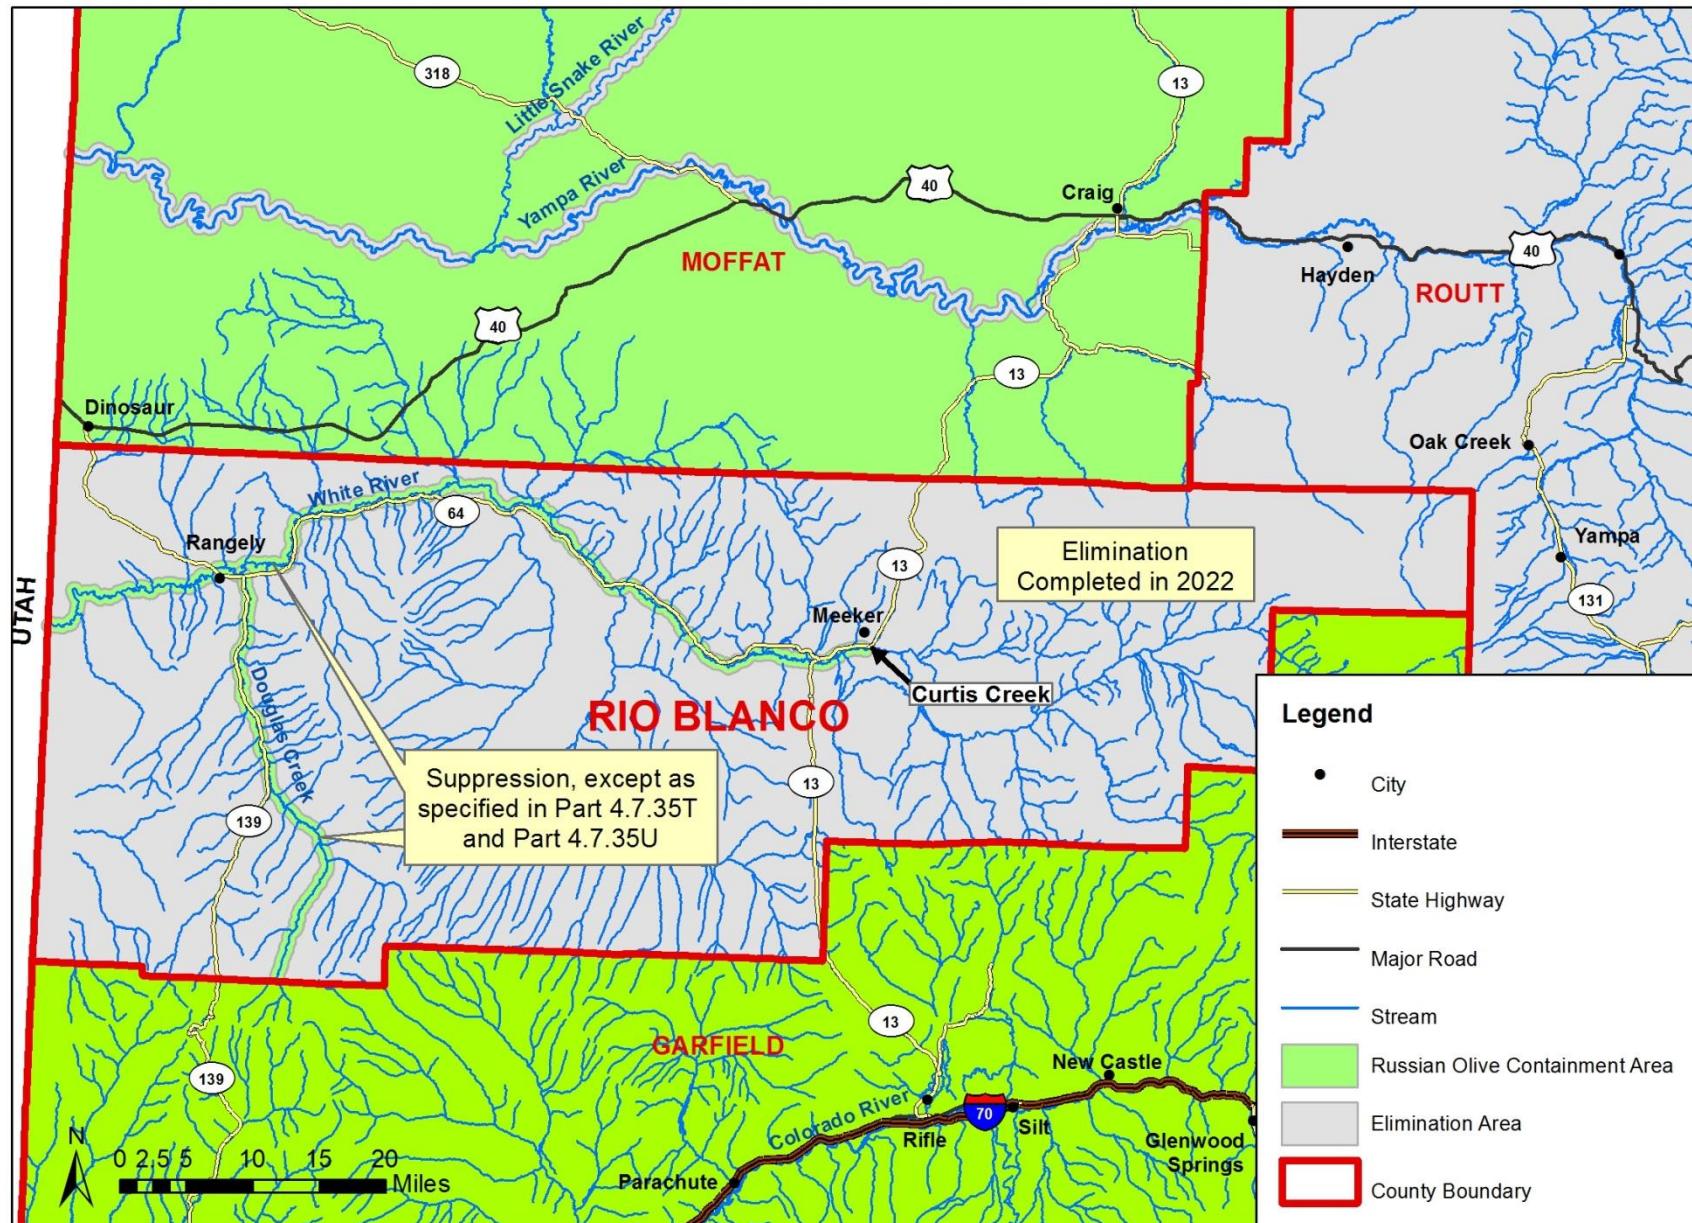 Little Snake River
318
13
Yampa River
40
Craig
MOFFAT
Hayden
40
ROUTT
40
13
Dinosaur
Oak Creek
White River
64
Rangely
13
Elimination
Completed in 2022
Yampa
UTAH
131
Meeker
Curtis Creek
Douglas Creek
RIO BLANCO
Suppression, except as
specified in Part 4.7.35T
and Part 4.7.35U
13
139
13
GARFIELD
139
New Castle
Colorado River
70
Rifle
Silt
Glenwood
Springs
Parachute
N
0 2.5 5 10 15 20
Miles
Legend
City
Interstate
State Highway
Major Road
Stream
Russian Olive Containment Area
Elimination Area
County Boundary